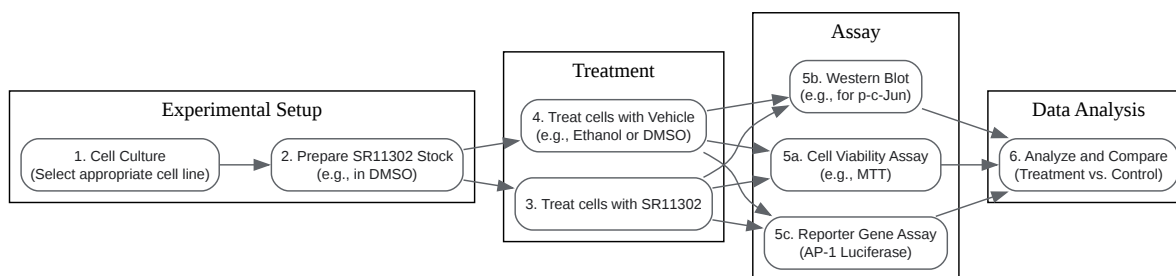 Experimental Setup
1. Cell Culture
(Select appropriate cell line)
2. Prepare SR11302 Stock
(e.g., in DMSO)
Treatment
4. Treat cells with Vehicle
(e.g., Ethanol or DMSO)
3. Treat cells with SR11302
Assay
5b. Western Blot
(e.g., for p-c-Jun)
5a. Cell Viability Assay
(e.g., MTT)
5c. Reporter Gene Assay
(AP-1 Luciferase)
Data Analysis
6. Analyze and Compare
(Treatment vs. Control)